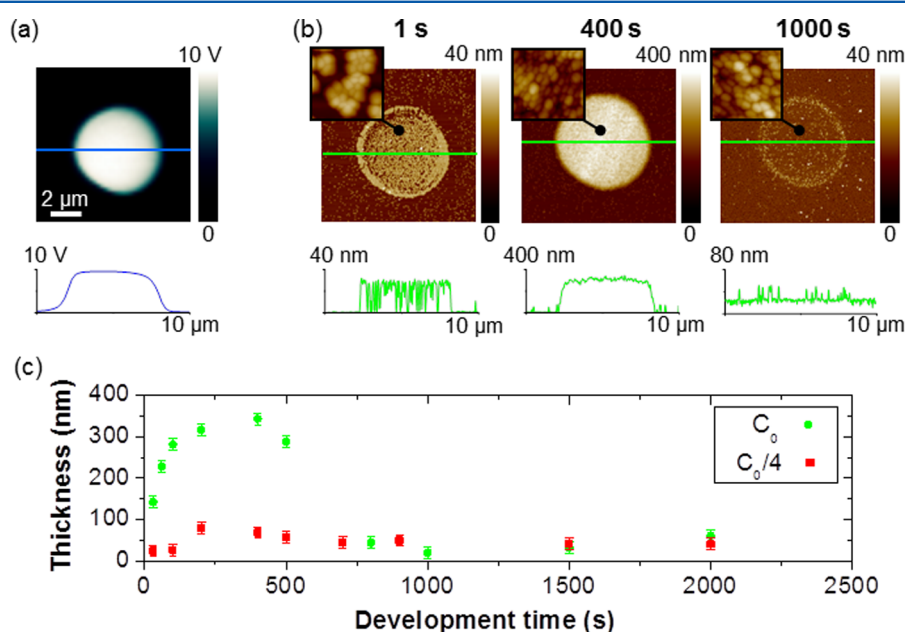 (a)
10 V
2 µm
0
10 V
10 µm
(b)
1 s
400 s
1000 s
40 nm
400 nm
40 nm
0
0
0
40 nm
10 µm
400 nm
10 µm
80 nm
10 µm
(c)
Thickness (nm)
400
300
200
100
0
C0
C0/4
0
500
1000
1500
2000
2500
Development time (s)